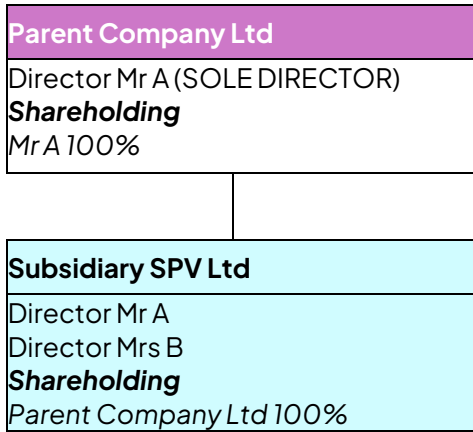 Parent Company Ltd
Director Mr A (SOLE DIRECTOR)
Shareholding
Mr A 100%
Subsidiary SPV Ltd
Director Mr A
Director Mrs B
Shareholding
Parent Company Ltd 100%